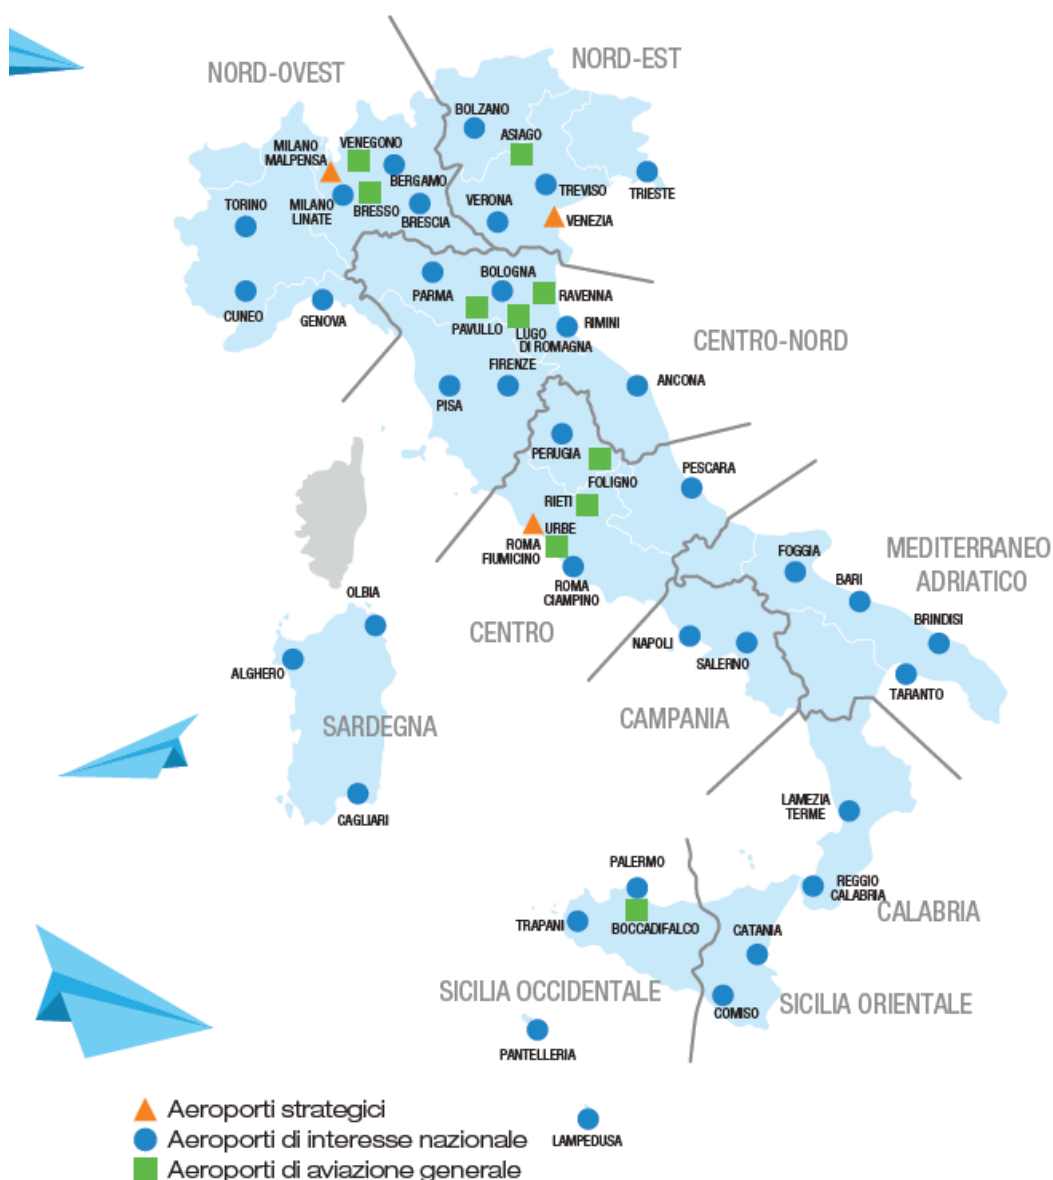 NORD-OVEST
NORD-EST
BOLZANO
ASIAGO
VENEGONO
MILANO
MALPENSA
BERGAMO
TREVISO
TRIESTE
TORINO
MILANO
LINATE
BRESSO
BRESCIA
VERONA
VENEZIA
BOLOGNA
PARMA
RAVENNA
CUNEO
GENOVA
PAVULLO
LUGO
DI ROMAGNA
RIMINI
CENTRO-NORD
FIRENZE
PISA
ANCONA
PERUGIA
FOLIGNO
PESCARA
RIETI
URBE
ROMA
FIUMICINO
ROMA
CIAMPINO
FOGGIA
MEDITERRANEO
ADRIATICO
BARI
BRINDISI
OLBIA
CENTRO
NAPOLI
SALERNO
ALGHERO
TARANTO
SARDEGNA
CAMPANIA
CAGLIARI
LAMEZIA
TERME
PALERMO
REGGIO
CALABRIA
CALABRIA
TRAPANI
BOCCADIFALCO
CATANIA
SICILIA OCCIDENTALE
SICILIA ORIENTALE
COMISO
PANTELLERIA
Aeroporti strategici
Aeroporti di interesse nazionale
LAMPEDUSA
Aeroporti di aviazione generale